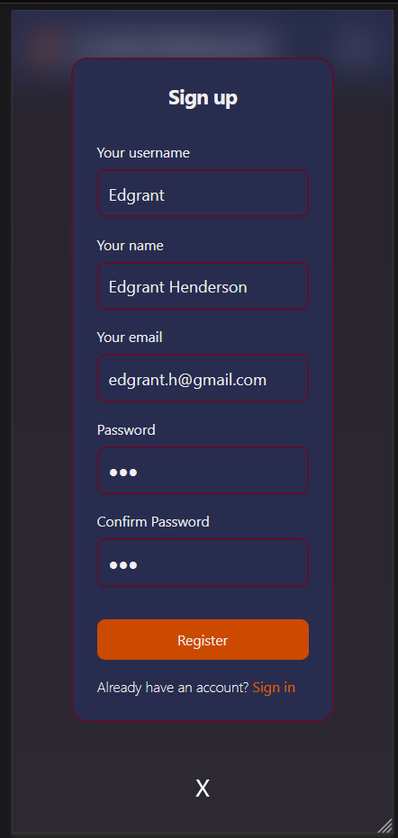 Sign up
Your username
Edgrant
Your name
Edgrant Henderson
Your email
edgrant.h@gmail.com
Password
●●●
Confirm Password
●●●
Register
Already have an account? Sign in
X